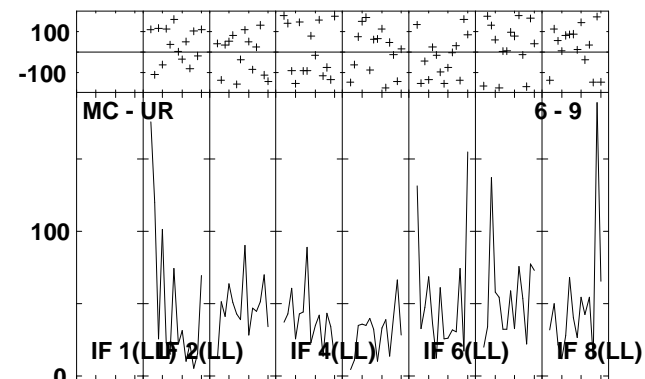 100
-100
MC - UR 6 - 9
100
IF 1(LL) IF 2(LL) IF 4(LL) IF 6(LL) IF 8(LL)
0